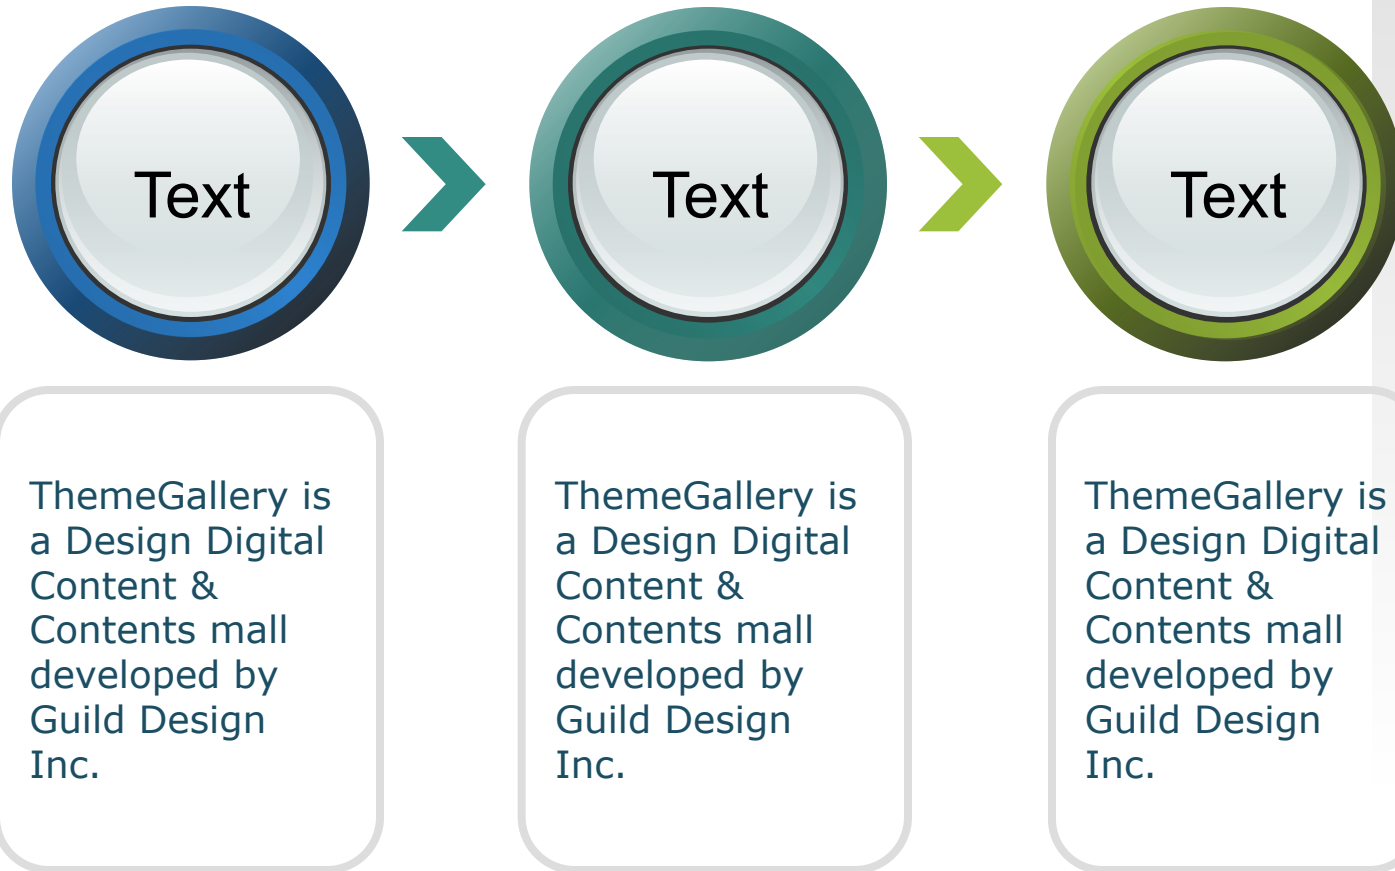 Text
Text
Text
ThemeGallery is
a Design Digital
Content &
Contents mall
developed by
Guild Design
Inc.
ThemeGallery is
a Design Digital
Content &
Contents mall
developed by
Guild Design
Inc.
ThemeGallery is
a Design Digital
Content &
Contents mall
developed by
Guild Design
Inc.